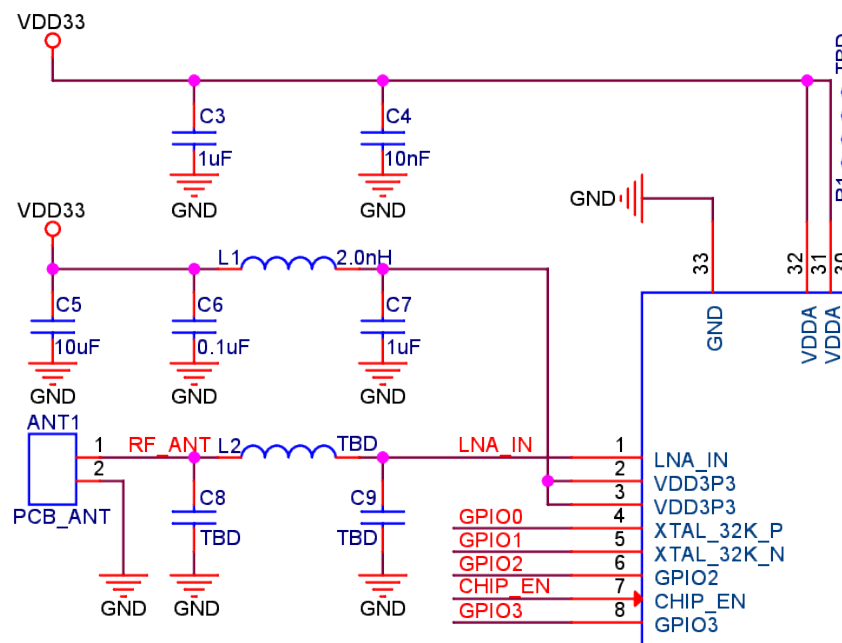 VDD33
TBD
C3
C4
1uF
10nF
GND
GND
GND
VDD33
L1
2.0nH
33
32
31
30
C5
C6
C7
10uF
0.1uF
1uF
GND
VDDA
VDDA
GND
GND
GND
ANT1
1
RF_ANT
L2
TBD
LNA_IN
1
LNA_IN
2
2
VDD3P3
3
VDD3P3
C8
C9
PCB_ANT
TBD
TBD
GPIO0
4
XTAL_32K_P
GPIO1
5
XTAL_32K_N
GPIO2
6
GPIO2
CHIP_EN
7
CHIP_EN
GPIO3
8
GPIO3
GND
GND
GND